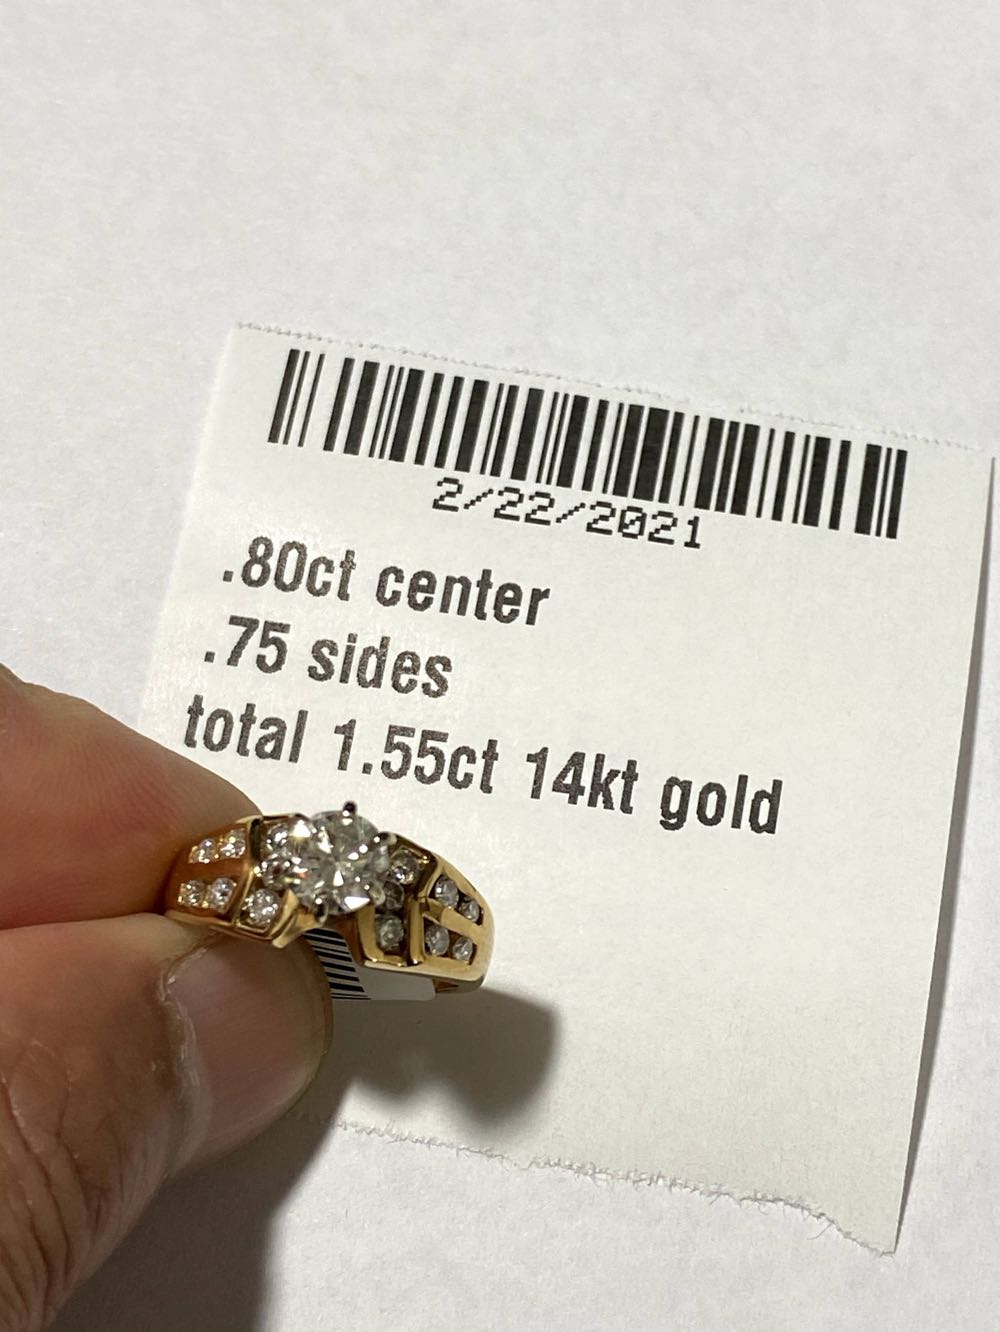 2/22/2021
.80ct center
.75 sides
total 1.55ct 14kt gold